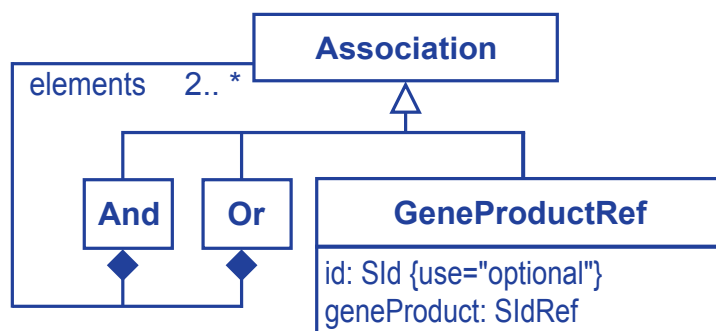 Association
elements 2.. *
And
Or
GeneProductRef
id: SId {use="optional"}
geneProduct: SIdRef